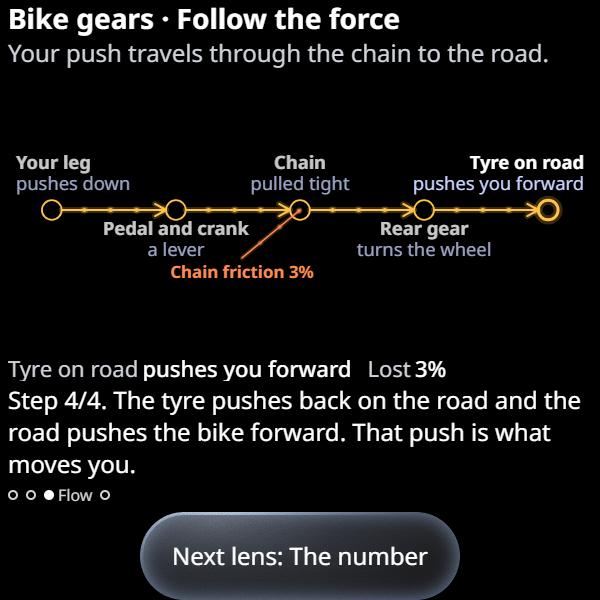 Bike gears · Follow the force
Your push travels through the chain to the road.
Your leg
pushes down
Chain
pulled tight
Tyre on road
pushes you forward
Pedal and crank
a lever
Rear gear
turns the wheel
Chain friction 3%
Tyre on road pushes you forward Lost 3%
Step 4/4. The tyre pushes back on the road and the
road pushes the bike forward. That push is what
moves you.
Flow
Next lens: The number